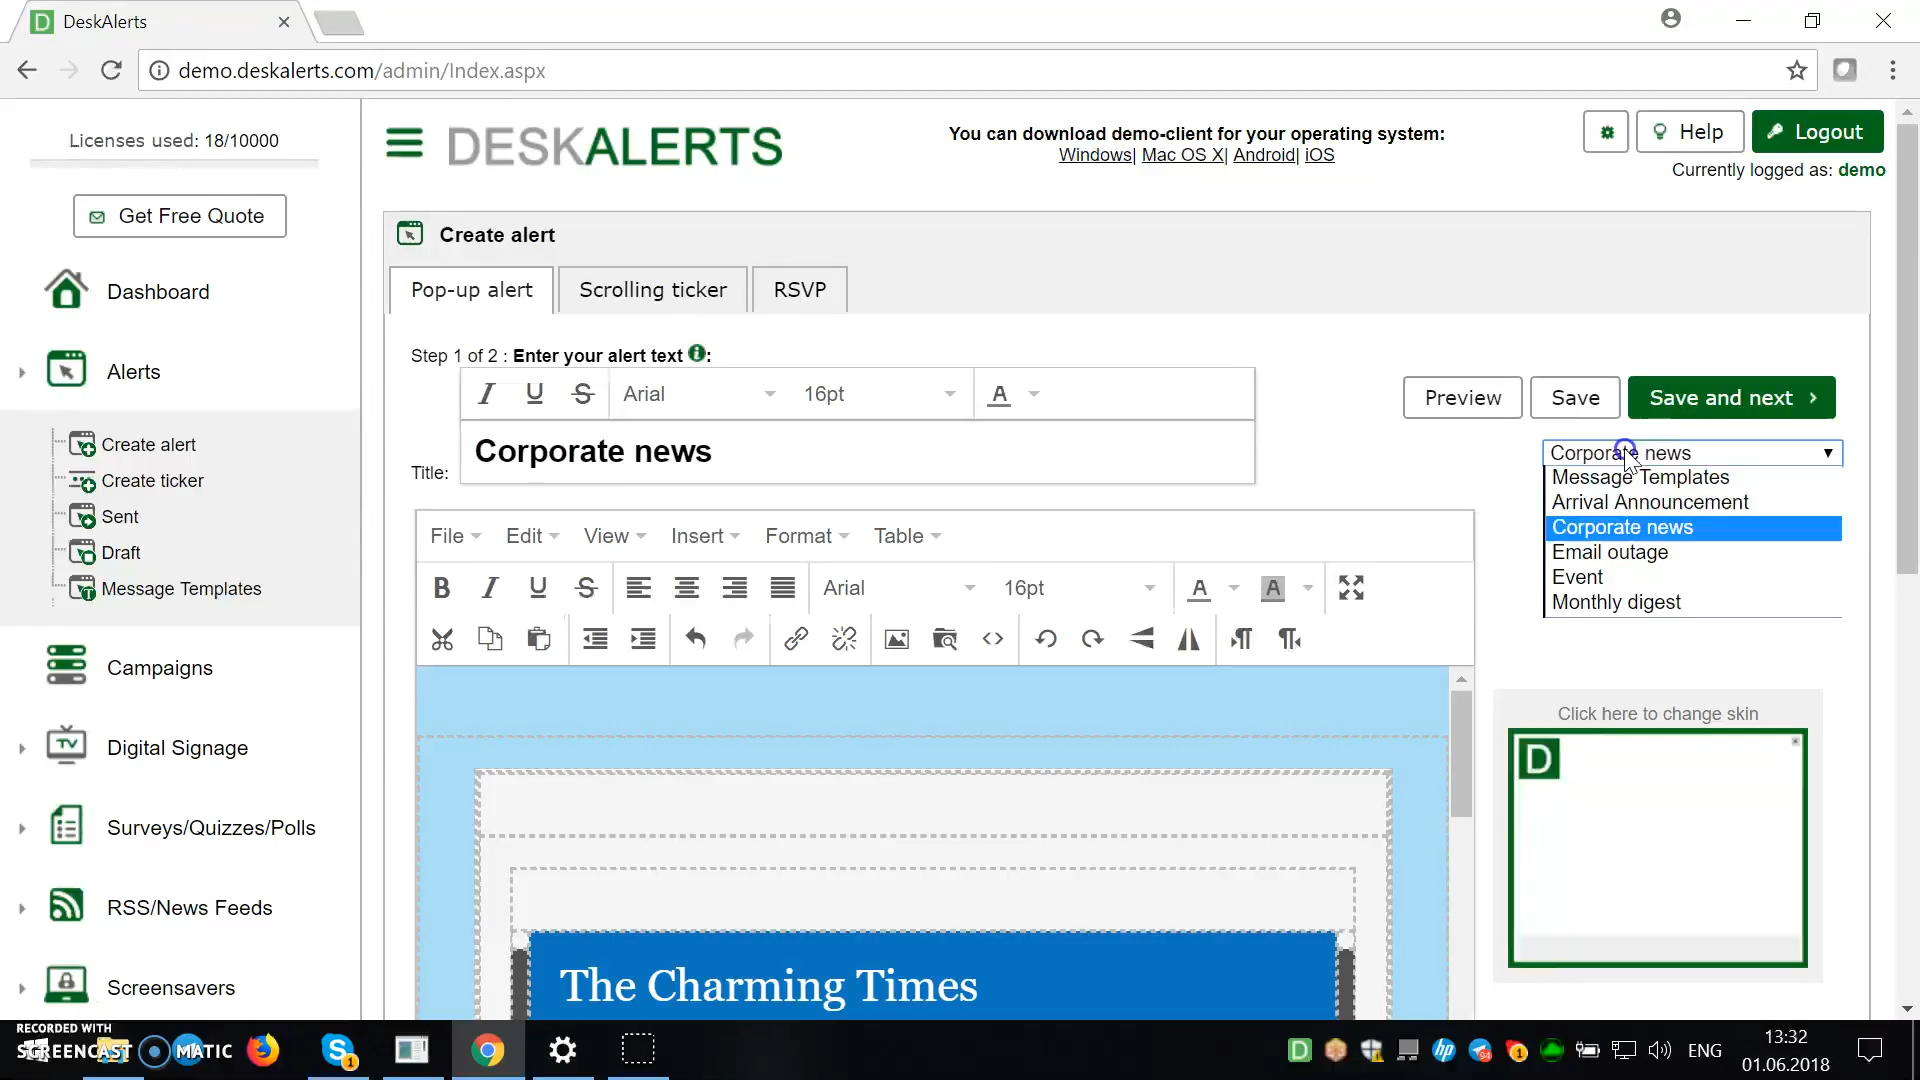 DeskAlerts
demo.deskalerts.com/admin/Index.aspx
Licenses used: 18/10000
Get Free Quote
Dashboard
Alerts
Create alert
Create ticker
Sent
Draft
Message Templates
Campaigns
Digital Signage
Surveys/Quizzes/Polls
RSS/News Feeds
Screensavers
DESKALERTS
You can download demo-client for your operating system:
Windows| Mac OS X| Android| iOS
Help
Logout
Currently logged as: demo
Create alert
Pop-up alert
Scrolling ticker
RSVP
Step 1 of 2 : Enter your alert text :
Arial
16pt
Title:
Corporate news
Preview
Save
Save and next
Corporate news
Message Templates
Arrival Announcement
Corporate news
Email outage
Event
Monthly digest
File
Edit
View
Insert
Format
Table
Arial
16pt
The Charming Times
Click here to change skin
RECORDED WITH
SCREENCAST MATIC
ENG
13:32
01.06.2018